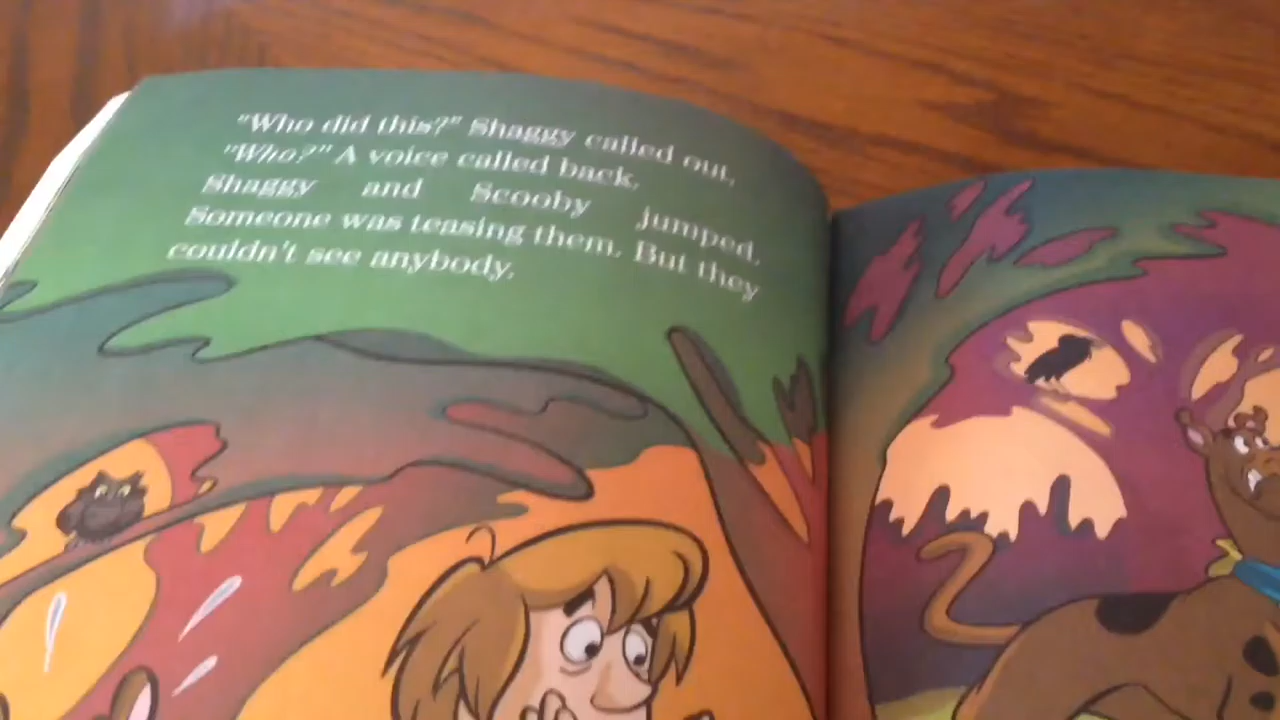 "Who did this?" Shaggy called out.
"Who?" A voice called back.
Shaggy and Scooby jumped.
Someone was teasing them. But they
couldn't see anybody.